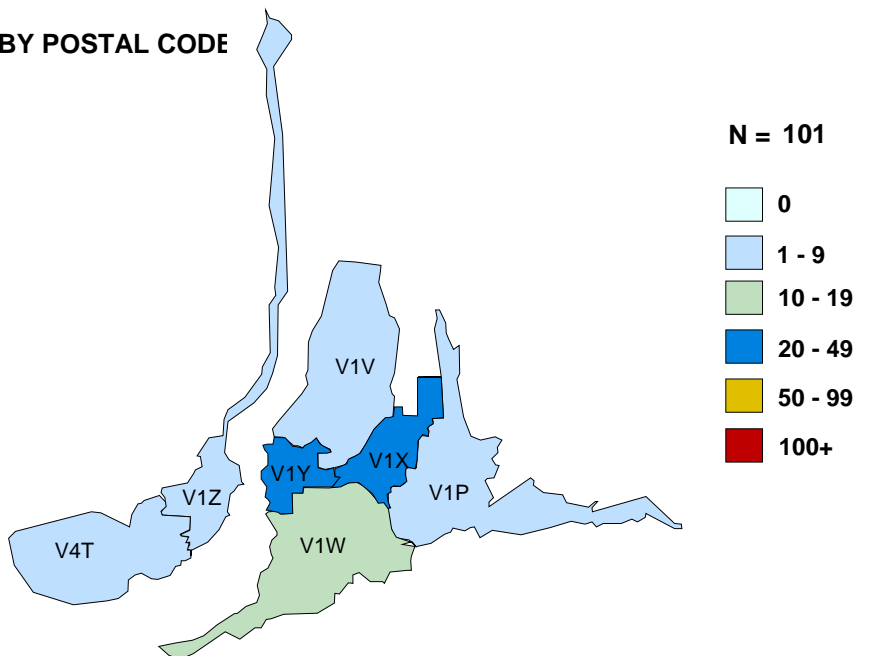 BY POSTAL CODE
N = 101
0
1 - 9
10 - 19
20 - 49
50 - 99
100+
V1V
V1Y
V1X
V1Z
V1P
V4T
V1W